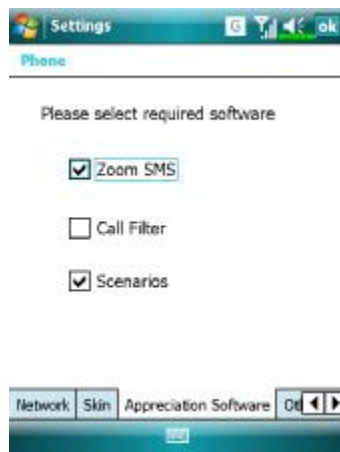 Settings G ok
Phone
Please select required software
Zoom SMS
Call Filter
Scenarios
Network Skin Appreciation Software